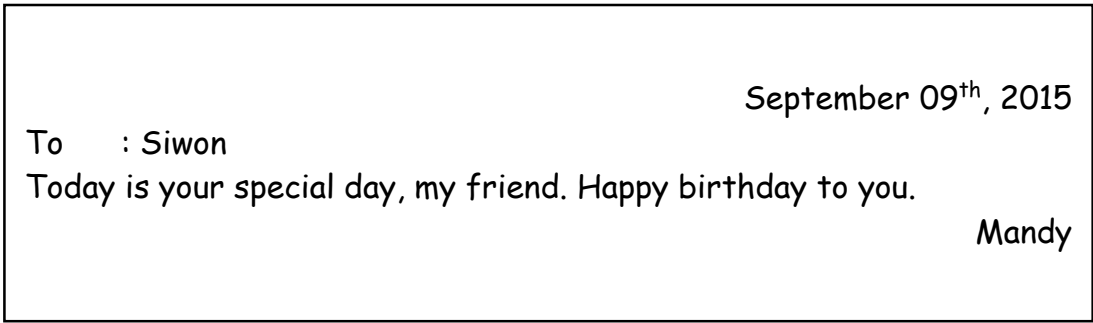 September 09th, 2015
To : Siwon
Today is your special day, my friend. Happy birthday to you.
Mandy